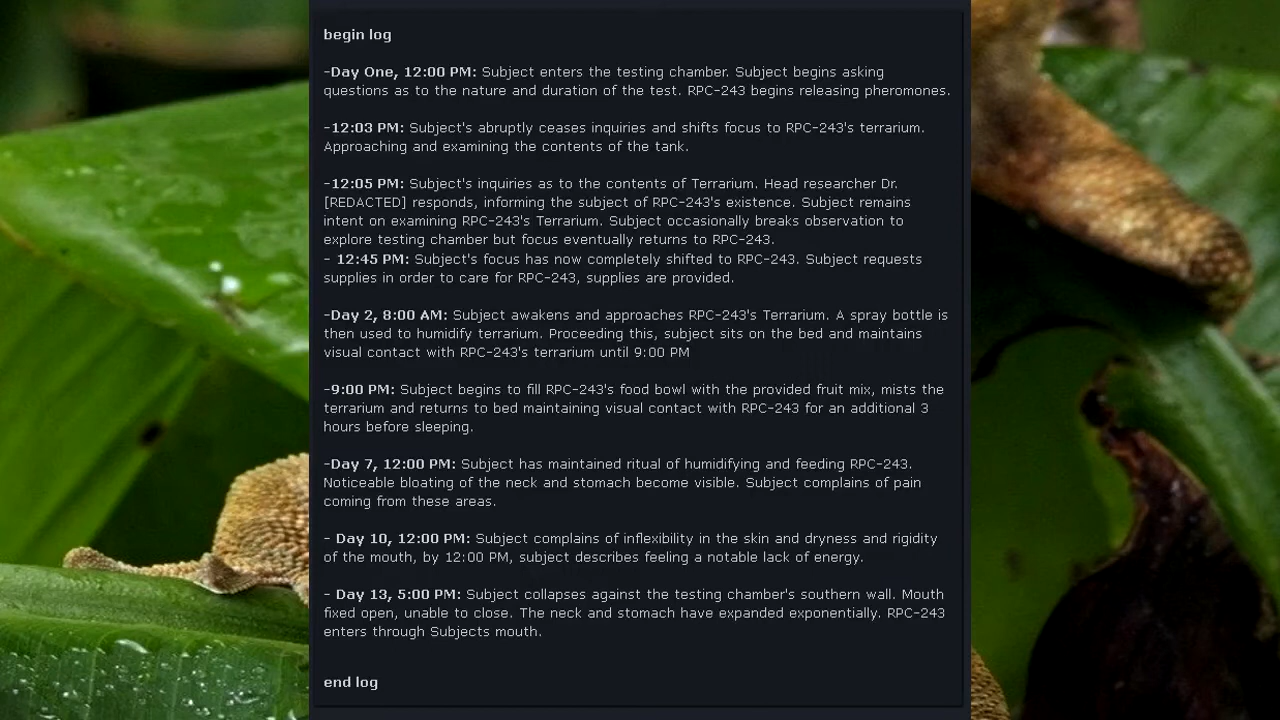 begin log
-Day One, 12:00 PM: Subject enters the testing chamber. Subject begins asking
questions as to the nature and duration of the test. RPC-243 begins releasing pheromones.
-12:03 PM: Subject's abruptly ceases inquiries and shifts focus to RPC-243's terrarium.
Approaching and examining the contents of the tank.
-12:05 PM: Subject's inquiries as to the contents of Terrarium. Head researcher Dr.
[REDACTED] responds, informing the subject of RPC-243's existence. Subject remains
intent on examining RPC-243's Terrarium. Subject occasionally breaks observation to
explore testing chamber but focus eventually returns to RPC-243.
- 12:45 PM: Subject's focus has now completely shifted to RPC-243. Subject requests
supplies in order to care for RPC-243, supplies are provided.
-Day 2, 8:00 AM: Subject awakens and approaches RPC-243's Terrarium. A spray bottle is
then used to humidify terrarium. Proceeding this, subject sits on the bed and maintains
visual contact with RPC-243's terrarium until 9:00 PM
-9:00 PM: Subject begins to fill RPC-243's food bowl with the provided fruit mix, mists the
terrarium and returns to bed maintaining visual contact with RPC-243 for an additional 3
hours before sleeping.
-Day 7, 12:00 PM: Subject has maintained ritual of humidifying and feeding RPC-243.
Noticeable bloating of the neck and stomach become visible. Subject complains of pain
coming from these areas.
- Day 10, 12:00 PM: Subject complains of inflexibility in the skin and dryness and rigidity
of the mouth, by 12:00 PM, subject describes feeling a notable lack of energy.
- Day 13, 5:00 PM: Subject collapses against the testing chamber's southern wall. Mouth
fixed open, unable to close. The neck and stomach have expanded exponentially. RPC-243
enters through Subjects mouth.
end log